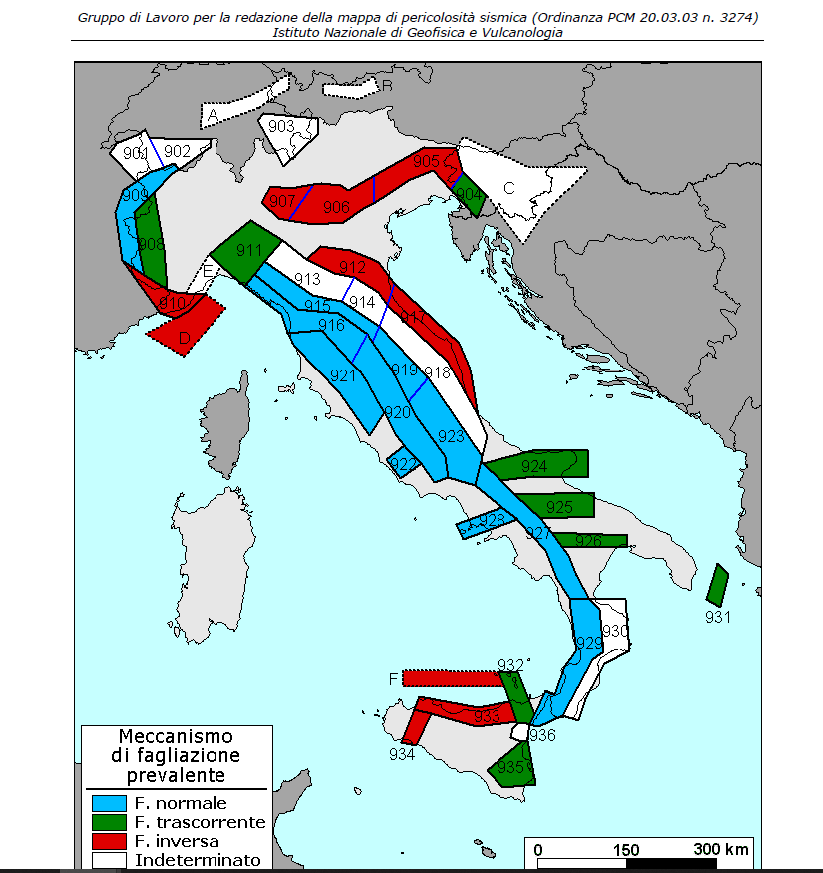 Gruppo di Lavoro per la redazione della mappa di pericolosità sismica (Ordinanza PCM 20.03.03 n. 3274)
Istituto Nazionale di Geofisica e Vulcanologia
A
B
903
901
902
C
905
904
909
907
906
908
911
E
912
913
910
914
915
917
D
916
919
918
921
920
923
922
924
925
928
927
926
931
930
929
932
F
933
934
936
935
Meccanismo
di fagliazione
prevalente
F. normale
F. trascorrente
F. inversa
Indeterminato
0 150 300 km